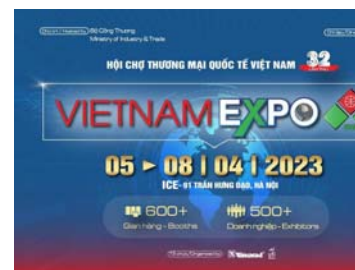 Bộ Công Thương
Ministry of Industry & Trade
HỘI CHỢ THƯƠNG MẠI QUỐC TẾ VIỆT NAM 32
VIETNAM EXPO
05 ▸ 08 | 04 | 2023
ICE - 91 TRẦN HƯNG ĐẠO, HÀ NỘI
600+
Gian hàng - Booths
500+
Doanh nghiệp - Exhibitors